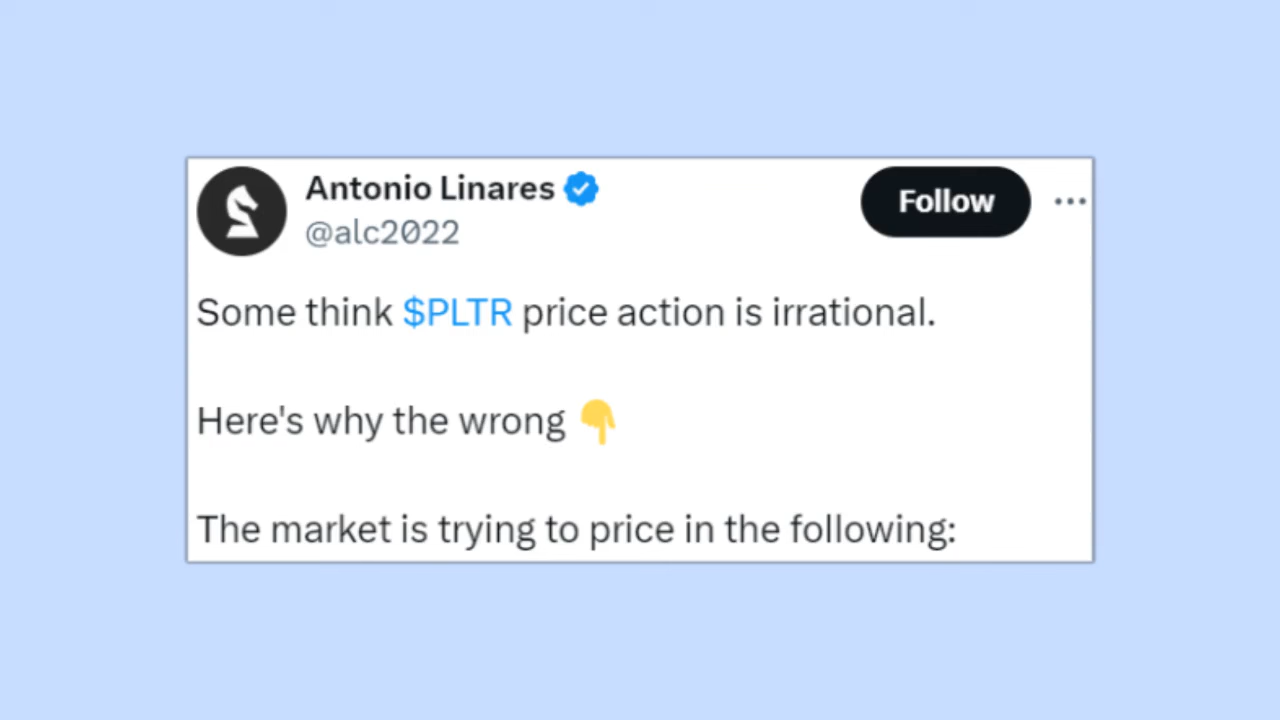 Antonio Linares
@alc2022
Follow
Some think $PLTR price action is irrational.
Here's why the wrong 👇
The market is trying to price in the following: